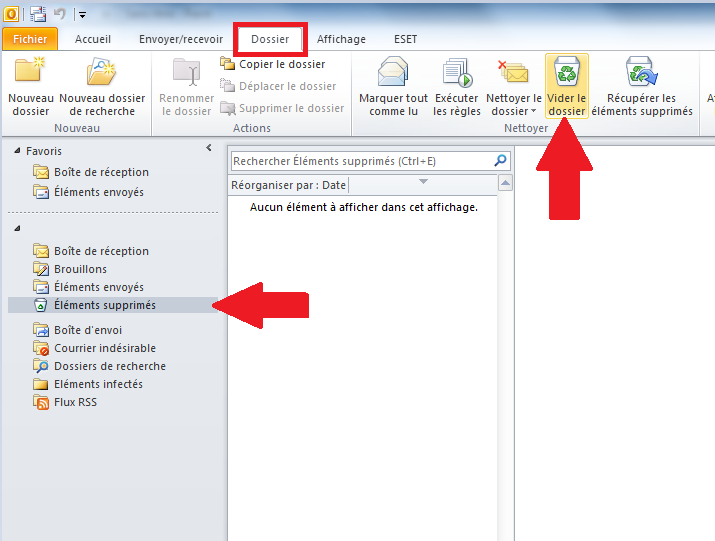 Fichier Accueil Envoyer/recevoir Dossier Affichage ESET
Nouveau dossier
Nouveau dossier de recherche
Nouveau
Renommer le dossier
Copier le dossier
Déplacer le dossier
Supprimer le dossier
Actions
Marquer tout comme lu
Exécuter les règles
Nettoyer le dossier
Vider le dossier
Récupérer les éléments supprimés
Nettoyer
Favoris
Boîte de réception
Éléments envoyés
Boîte de réception
Brouillons
Éléments envoyés
Éléments supprimés
Boîte d'envoi
Courrier indésirable
Dossiers de recherche
Eléments infectés
Flux RSS
Rechercher Éléments supprimés (Ctrl+E)
Réorganiser par : Date
Aucun élément à afficher dans cet affichage.